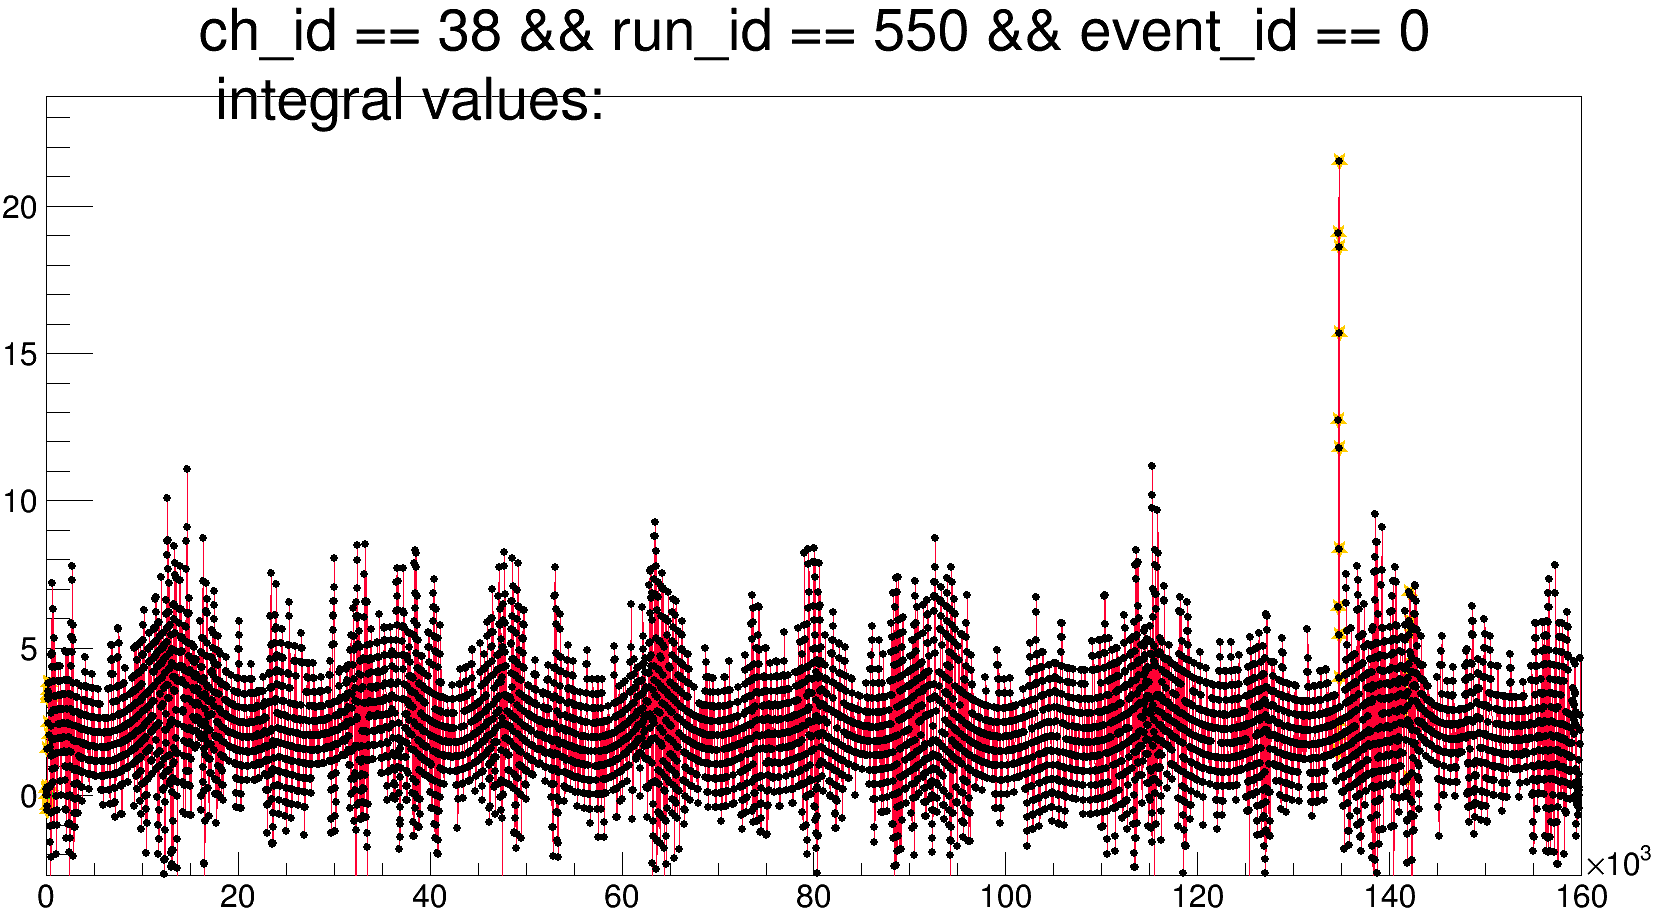 ch_id == 38 && run_id == 550 && event_id == 0
integral values:
20
15
10
5
0
0 20 40 60 80 100 120 140 160
×10³